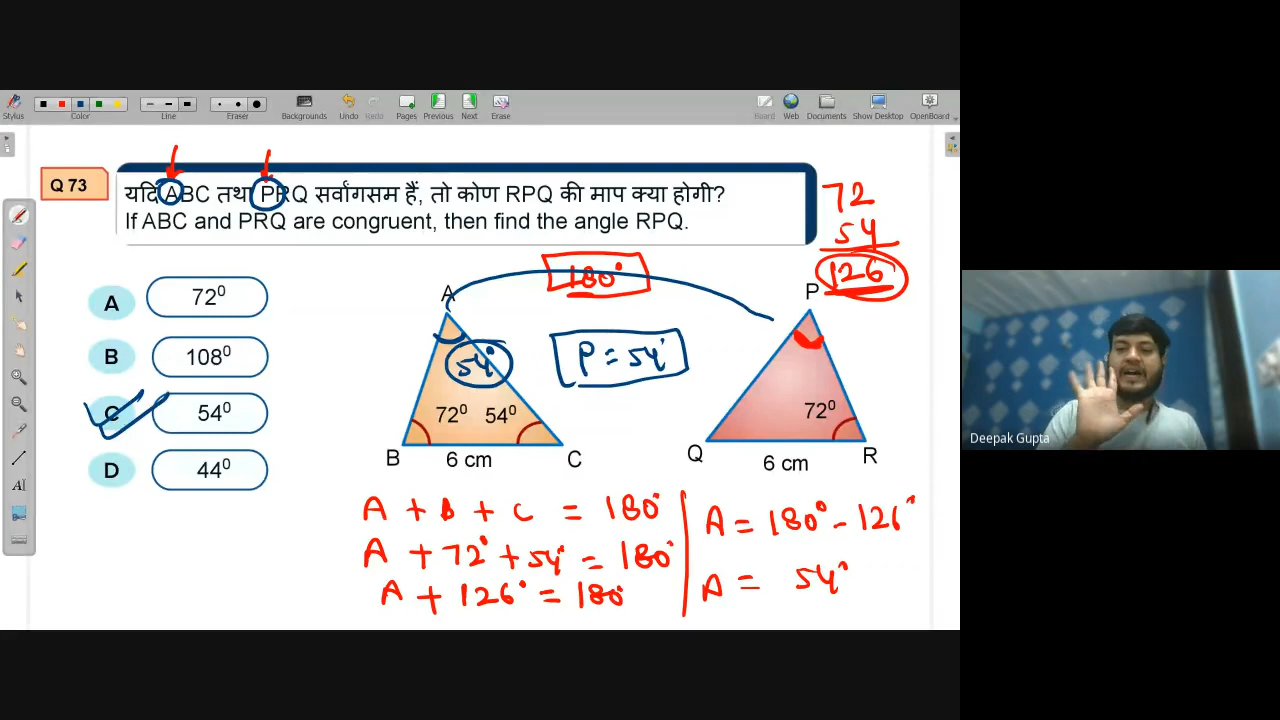 Stylus
Color
Line
Eraser
Backgrounds
Undo
Redo
Pages
Previous
Next
Erase
Board
Web
Documents
Show Desktop
OpenBoard
Q 73
यदि ABC तथा PRQ सर्वांगसम हैं, तो कोण RPQ की माप क्या होगी?
If ABC and PRQ are congruent, then find the angle RPQ.
72
54
126
A 72⁰
B 108⁰
C 54⁰
D 44⁰
180°
A
54°
72⁰ 54⁰
B 6 cm C
P = 54°
P
72⁰
Q 6 cm R
A + B + C = 180°
A + 72° + 54° = 180°
A + 126° = 180
A = 180° - 126°
A = 54°
Deepak Gupta